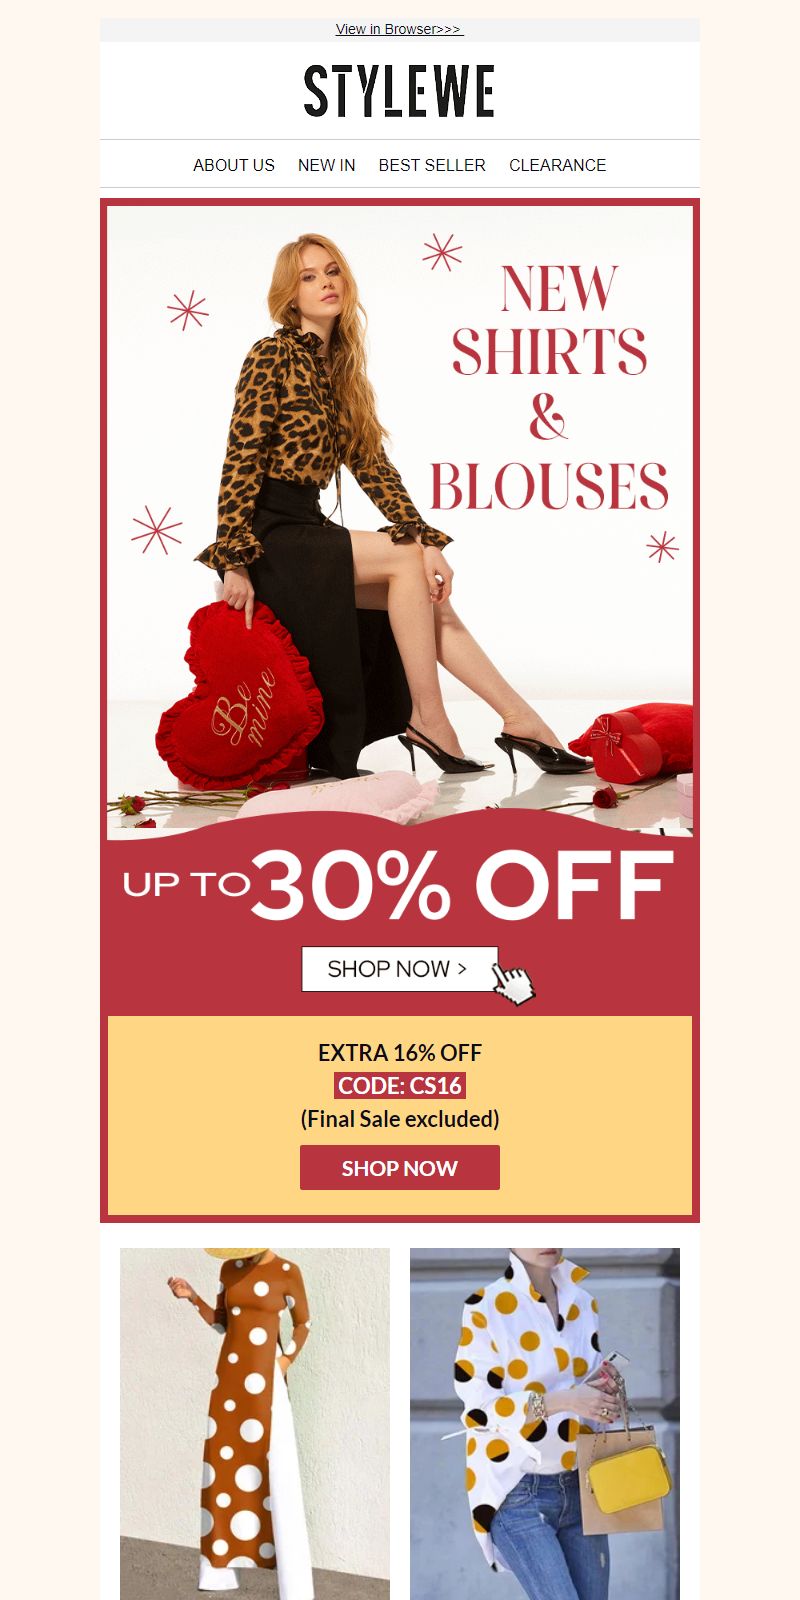 View in Browser>>>
STYLEWE
ABOUT US NEW IN BEST SELLER CLEARANCE
NEW
SHIRTS
&
BLOUSES
Be
mine
UP TO 30% OFF
SHOP NOW >
EXTRA 16% OFF
CODE: CS16
(Final Sale excluded)
SHOP NOW